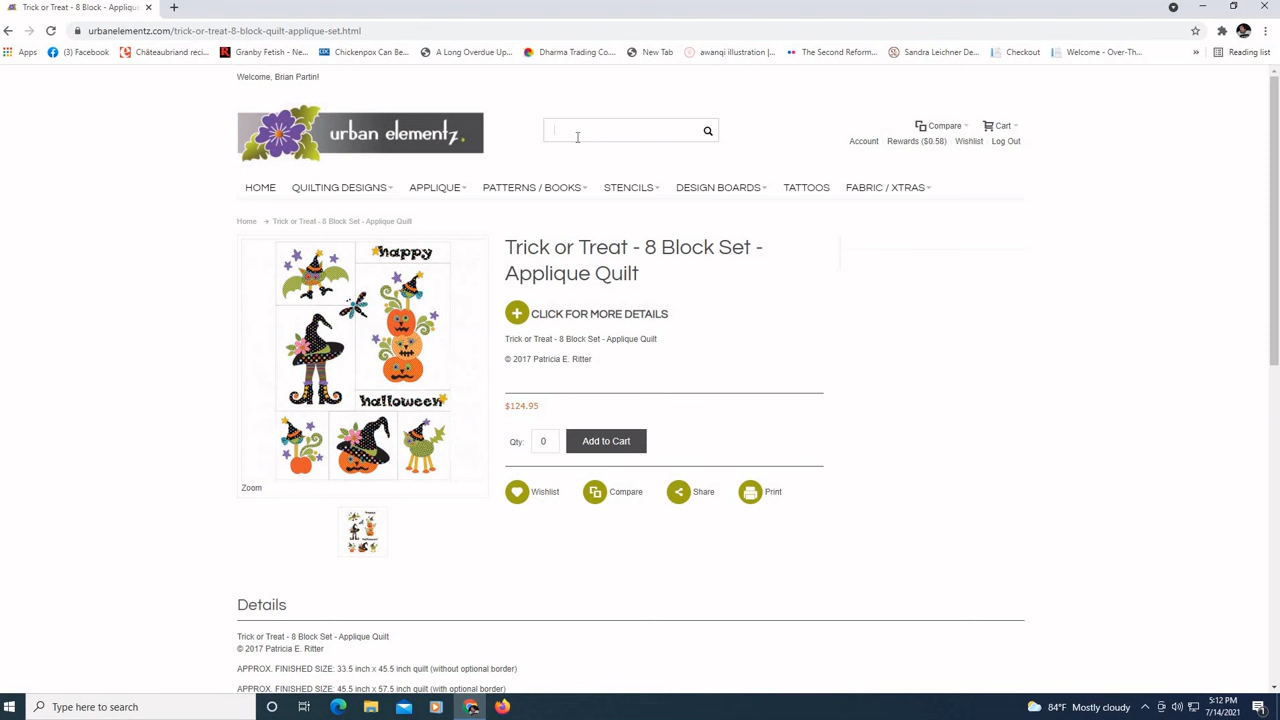 Trick or Treat - 8 Block - Applique
urbanelementz.com/trick-or-treat-8-block-quilt-applique-set.html
Apps (3) Facebook Châteaubriand reci... Granby Fetish - Ne... Chickenpox Can Be... A Long Overdue Up... Dharma Trading Co.... New Tab awanqi illustration |... The Second Reform... Sandra Leichner De... Checkout Welcome - Over-Th... » Reading list
Welcome, Brian Partin!
urban elementz
Compare Cart
Account Rewards ($0.58) Wishlist Log Out
HOME QUILTING DESIGNS APPLIQUE PATTERNS / BOOKS STENCILS DESIGN BOARDS TATTOOS FABRIC / XTRAS
Home → Trick or Treat - 8 Block Set - Applique Quilt
happy
halloween
Zoom
Trick or Treat - 8 Block Set -
Applique Quilt
CLICK FOR MORE DETAILS
Trick or Treat - 8 Block Set - Applique Quilt
© 2017 Patricia E. Ritter
$124.95
Qty: 0 Add to Cart
Wishlist Compare Share Print
Details
Trick or Treat - 8 Block Set - Applique Quilt
© 2017 Patricia E. Ritter
APPROX. FINISHED SIZE: 33.5 inch x 45.5 inch quilt (without optional border)
APPROX. FINISHED SIZE: 45.5 inch x 57.5 inch quilt (with optional border)
Type here to search
84°F Mostly cloudy
5:12 PM
7/14/2021